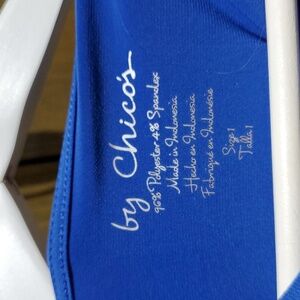 by Chico's
96% Polyester 4% Spandex
Made in Indonesia
Hecho en Indonesia
Fabriqué en Indonésie
Size 1
Talla 1